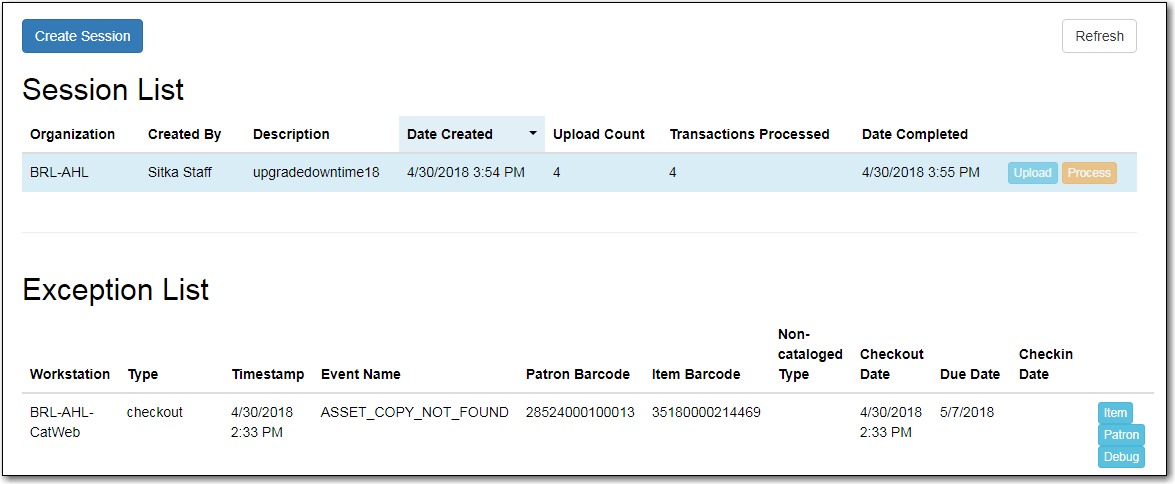 Create Session Refresh
Session List
Organization Created By Description Date Created Upload Count Transactions Processed Date Completed
BRL-AHL Sitka Staff upgradedowntime18 4/30/2018 3:54 PM 4 4 4/30/2018 3:55 PM Upload Process
Exception List
Non-
cataloged Checkout Checkin
Workstation Type Timestamp Event Name Patron Barcode Item Barcode Type Date Due Date Date
BRL-AHL- checkout 4/30/2018 ASSET_COPY_NOT_FOUND 28524000100013 35180000214469 4/30/2018 5/7/2018 Item
CatWeb 2:33 PM 2:33 PM Patron
Debug